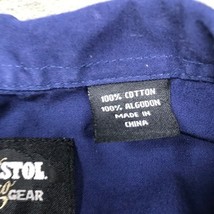 100% COTTON
100% ALGODON
MADE IN
CHINA
STOL
GEAR